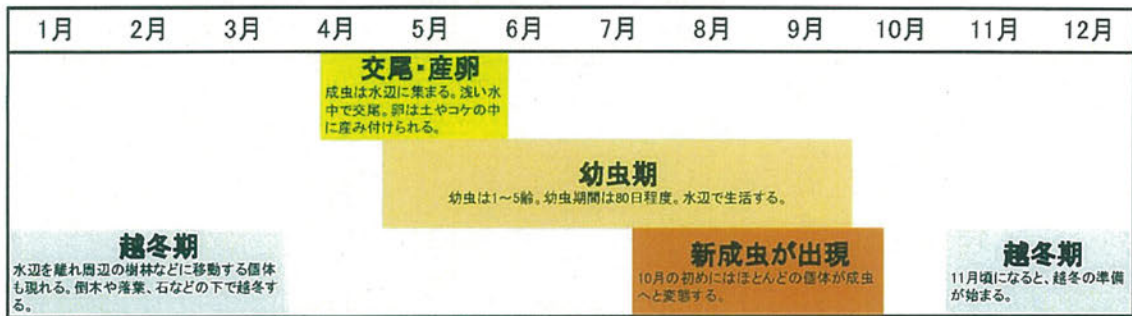 1月 2月 3月 4月 5月 6月 7月 8月 9月 10月 11月 12月
交尾・産卵
成虫は水辺に集まる。浅い水
中で交尾。卵は土やコケの中
に産み付けられる。
幼虫期
幼虫は1～5齢。幼虫期間は80日程度。水辺で生活する。
越冬期
水辺を離れ周辺の樹林などに移動する個体
も現れる。倒木や落葉、石などの下で越冬す
る。
新成虫が出現
10月の初めにはほとんどの個体が成虫
へと変態する。
越冬期
11月頃になると、越冬の準備
が始まる。